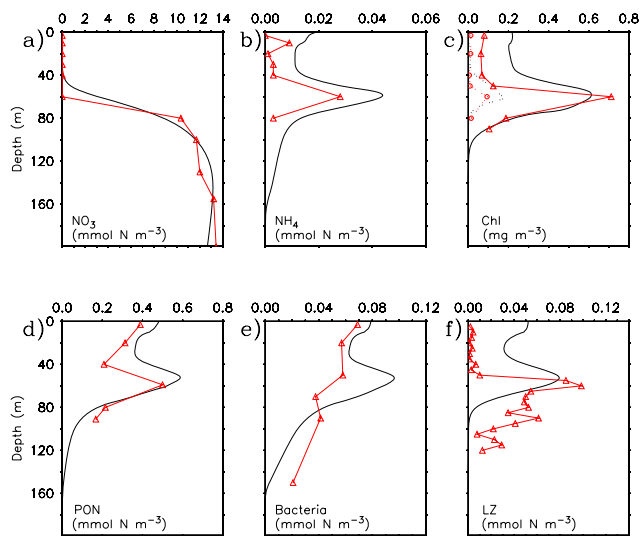 a)
0.0 2 4 6 8 10 12 14
0
40
80
120
160
Depth (m)
NO₃
(mmol N m⁻³)
b)
0.00 0.02 0.04 0.06
NH₄
(mmol N m⁻³)
c)
0.0 0.2 0.4 0.6 0.8
Chl
(mg m⁻³)
d)
0.0 0.2 0.4 0.6 0.8
0
40
80
120
160
Depth (m)
PON
(mmol N m⁻³)
e)
0.00 0.04 0.08 0.12
Bacteria
(mmol N m⁻³)
f)
0.00 0.05 0.10
LZ
(mmol N m⁻³)